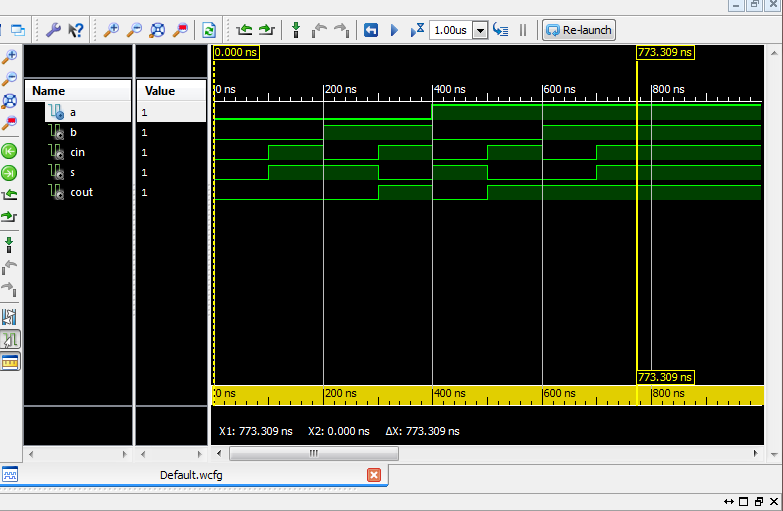 1.00us
Re-launch
0.000 ns
773.309 ns
Name
Value
0 ns
200 ns
400 ns
600 ns
800 ns
a
1
b
1
cin
1
s
1
cout
1
773.309 ns
0 ns
200 ns
400 ns
600 ns
800 ns
X1: 773.309 ns X2: 0.000 ns ΔX: 773.309 ns
Default.wcfg